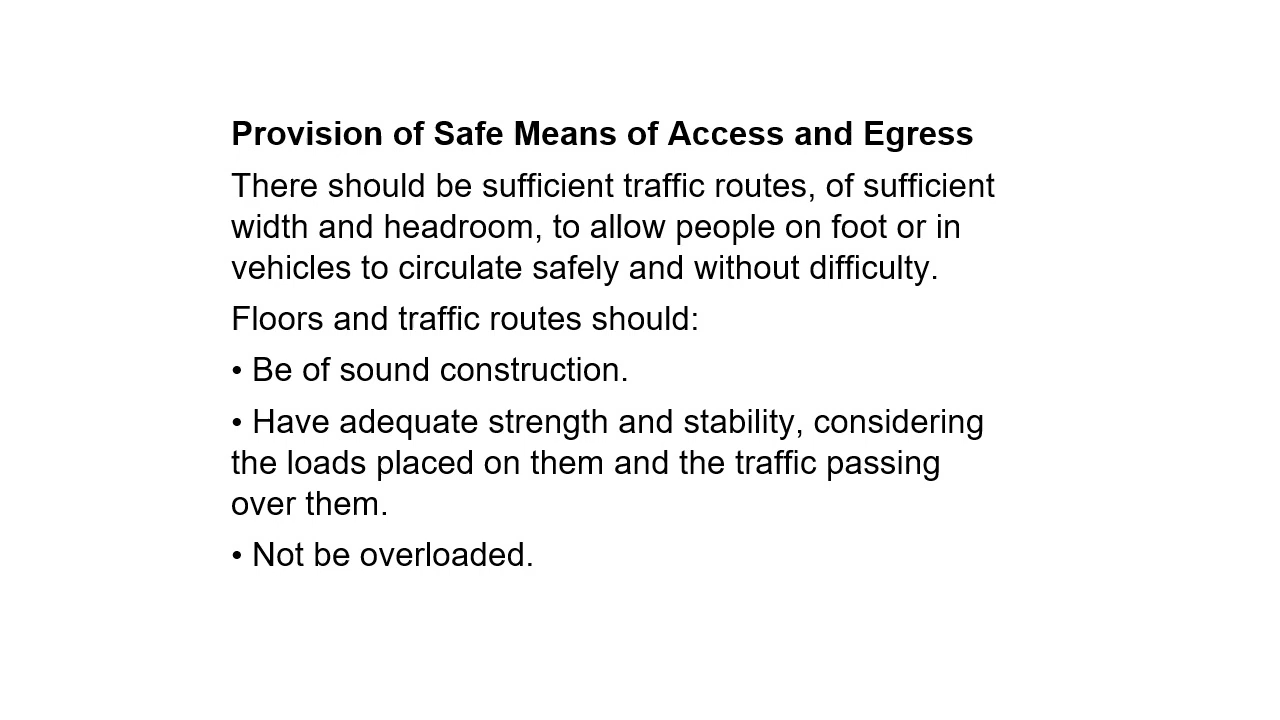 Provision of Safe Means of Access and Egress
There should be sufficient traffic routes, of sufficient
width and headroom, to allow people on foot or in
vehicles to circulate safely and without difficulty.
Floors and traffic routes should:
• Be of sound construction.
• Have adequate strength and stability, considering
the loads placed on them and the traffic passing
over them.
• Not be overloaded.